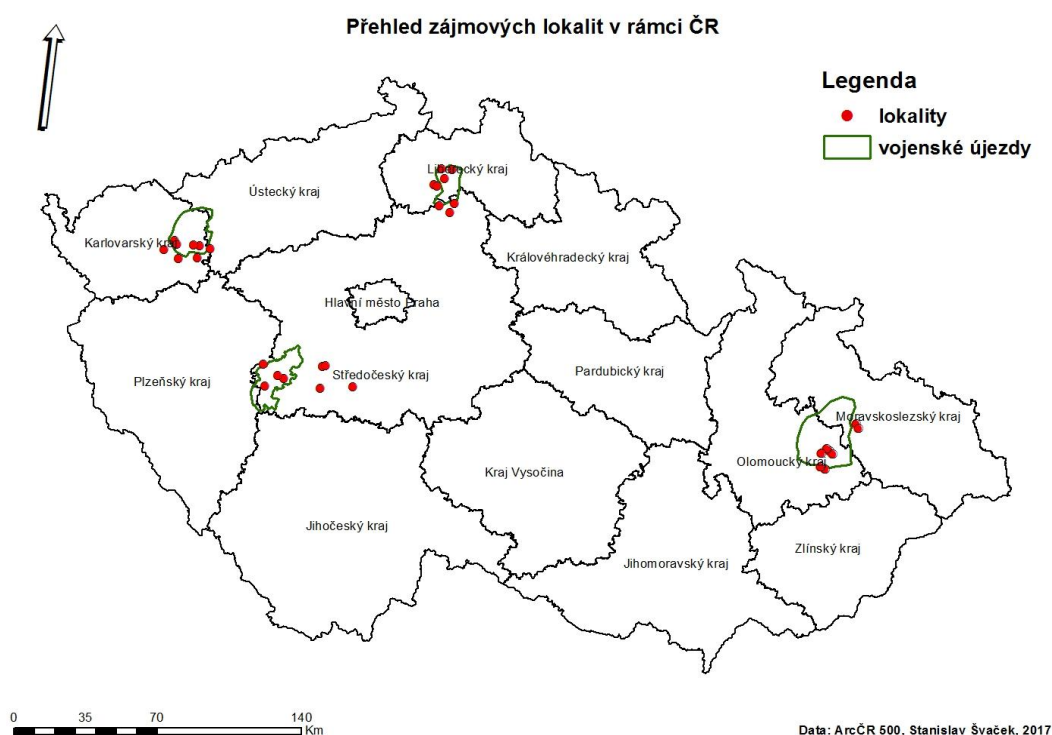 Přehled zájmových lokalit v rámci ČR
Legenda
lokality
vojenské újezdy
Liberecký kraj
Ústecký kraj
Karlovarský kraj
Královéhradecký kraj
Hlavní město Praha
Plzeňský kraj
Středočeský kraj
Pardubický kraj
Moravskoslezský kraj
Olomoucký kraj
Kraj Vysočina
Jihočeský kraj
Zlínský kraj
Jihomoravský kraj
0 35 70 140
Km
Data: ArcČR 500, Stanislav Švaček, 2017